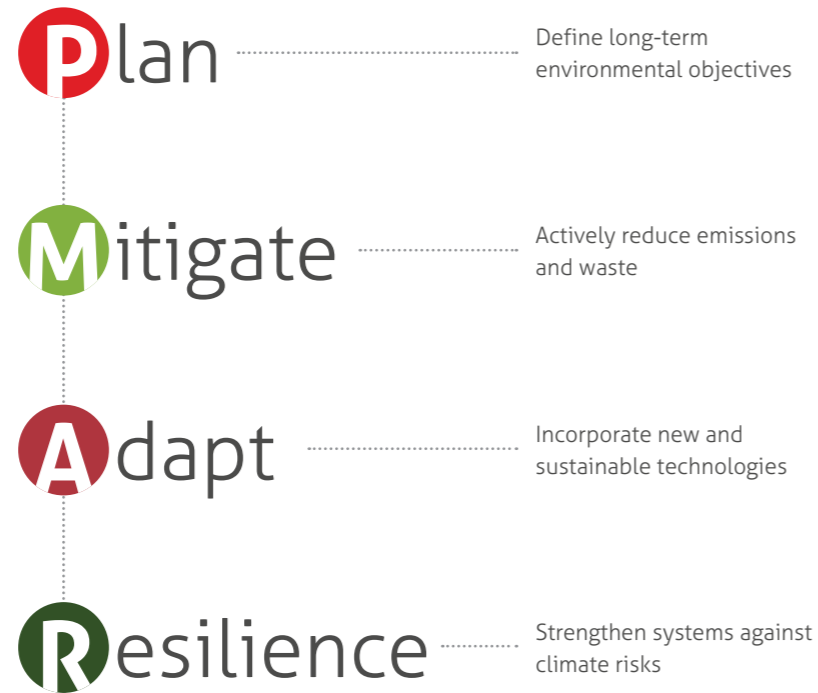 Plan
Define long-term
environmental objectives
Mitigate
Actively reduce emissions
and waste
Adapt
Incorporate new and
sustainable technologies
Resilience
Strengthen systems against
climate risks